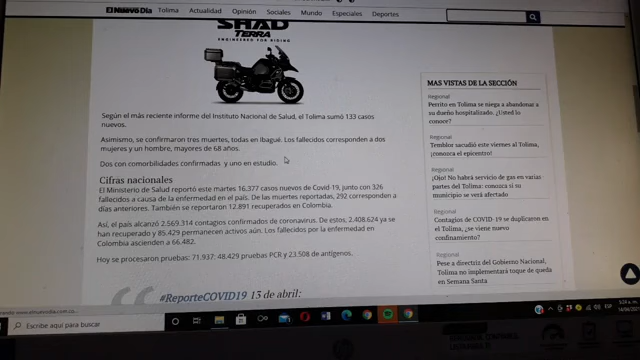 El Nuevo Día Tolima Actualidad Opinión Sociales Mundo Especiales Deportes
SHAD
TERRA
ENGINEERED FOR RIDING
Según el más reciente informe del Instituto Nacional de Salud, el Tolima sumó 133 casos
nuevos.
Asimismo, se confirmaron tres muertes, todas en Ibagué. Los fallecidos corresponden a dos
mujeres y un hombre, mayores de 68 años.
Dos con comorbilidades confirmadas y uno en estudio.
Cifras nacionales
El Ministerio de Salud reportó este martes 16.377 casos nuevos de Covid-19, junto con 326
fallecidos a causa de la enfermedad en el país. De las muertes reportadas, 292 corresponden a
días anteriores. También se reportaron 12.891 recuperados en Colombia.
Así, el país alcanzó 2.569.314 contagios confirmados de coronavirus. De estos, 2.408.624 ya se
han recuperado y 85.429 permanecen activos aún. Los fallecidos por la enfermedad en
Colombia ascienden a 66.482.
Hoy se procesaron pruebas: 71.937: 48.429 pruebas PCR y 23.508 de antígenos.
#ReporteCOVID19 13 de abril:
MAS VISTAS DE LA SECCIÓN
Regional
Perrito en Tolima se niega a abandonar a
su dueño hospitalizado. ¿Usted lo
conoce?
Regional
Temblor sacudió este viernes al Tolima,
¡conozca el epicentro!
Regional
¡Ojo! No habrá servicio de gas en varias
partes del Tolima: conozca si su
municipio se verá afectado
Regional
Contagios de COVID-19 se duplicaron en
el Tolima, ¿se viene nuevo
confinamiento?
Regional
Pese a directriz del Gobierno Nacional,
Tolima no implementará toque de queda
en Semana Santa
Escribe aquí para buscar
ESP